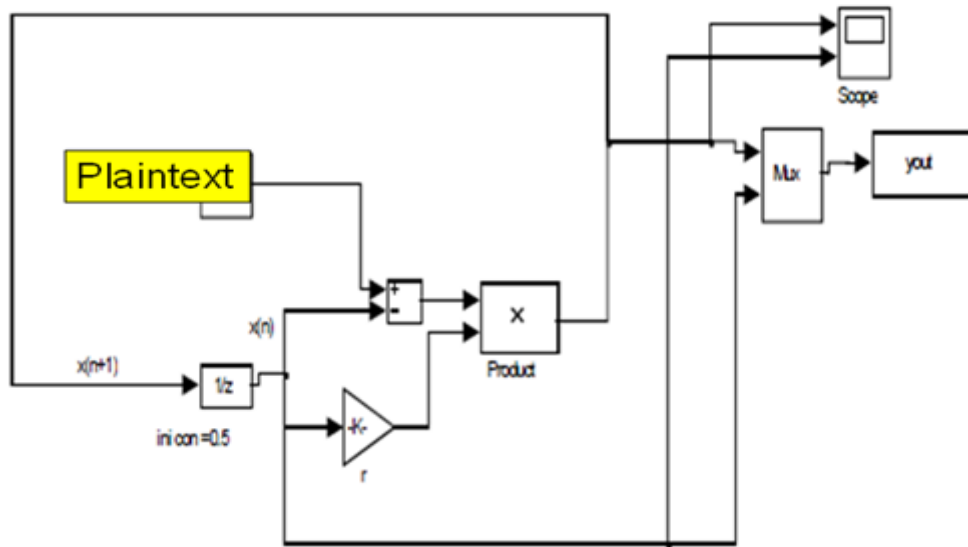 Scope
Plaintext
Mux
yout
+
-
x(n)
X
Product
x(n+1)
1/z
-K-
ini con =0.5
r